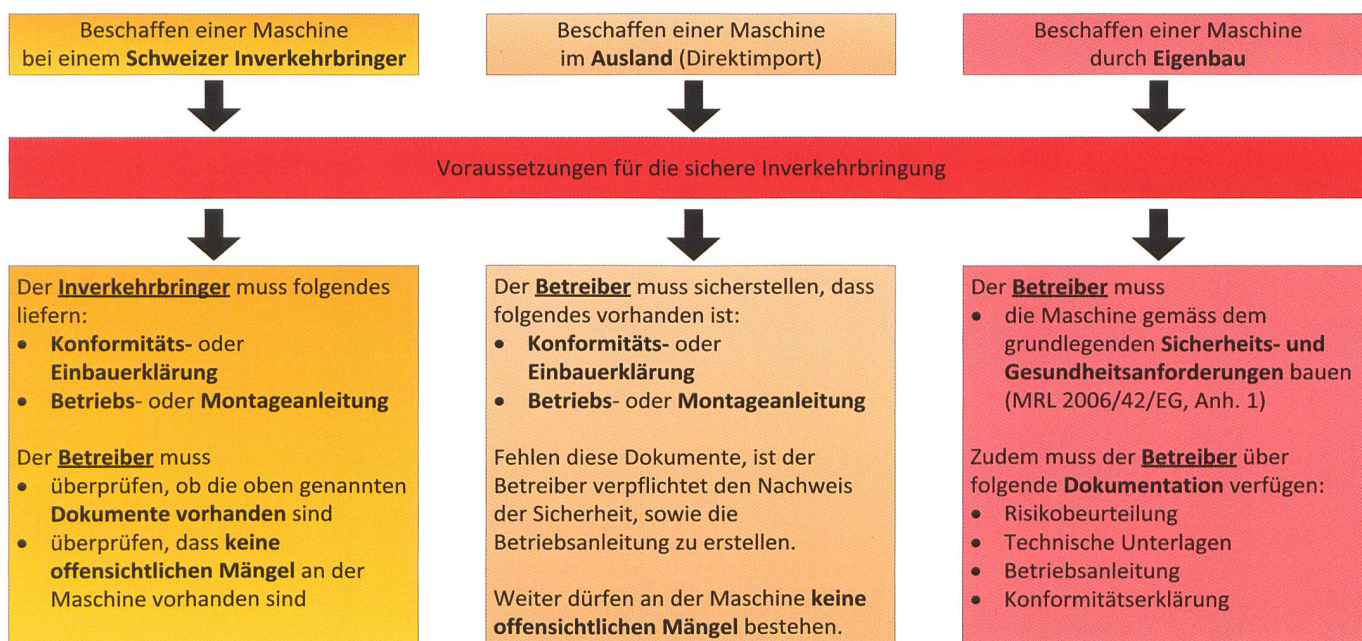 Beschaffen einer Maschine
bei einem Schweizer Inverkehrbringer
Beschaffen einer Maschine
im Ausland (Direktimport)
Beschaffen einer Maschine
durch Eigenbau
Voraussetzungen für die sichere Inverkehrbringung
Der Inverkehrbringer muss folgendes
liefern:
• Konformitäts- oder
Einbauerklärung
• Betriebs- oder Montageanleitung
Der Betreiber muss
• überprüfen, ob die oben genannten
Dokumente vorhanden sind
• überprüfen, dass keine
offensichtlichen Mängel an der
Maschine vorhanden sind
Der Betreiber muss sicherstellen, dass
folgendes vorhanden ist:
• Konformitäts- oder
Einbauerklärung
• Betriebs- oder Montageanleitung
Fehlen diese Dokumente, ist der
Betreiber verpflichtet den Nachweis
der Sicherheit, sowie die
Betriebsanleitung zu erstellen.
Weiter dürfen an der Maschine keine
offensichtlichen Mängel bestehen.
Der Betreiber muss
• die Maschine gemäss dem
grundlegenden Sicherheits- und
Gesundheitsanforderungen bauen
(MRL 2006/42/EG, Anh. 1)
Zudem muss der Betreiber über
folgende Dokumentation verfügen:
• Risikobeurteilung
• Technische Unterlagen
• Betriebsanleitung
• Konformitätserklärung